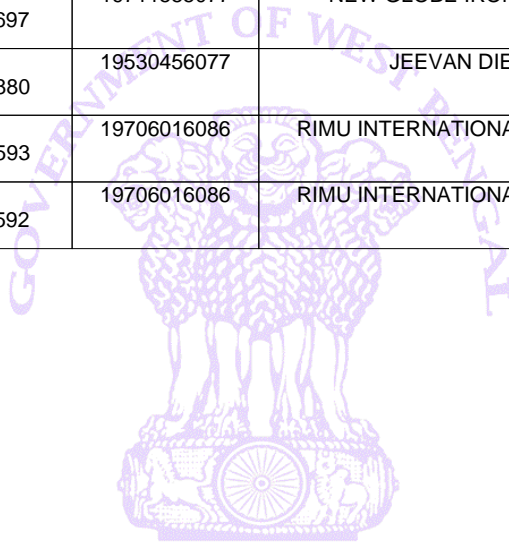 697
19530456077 JEEVAN DIE
380
19706016086 RIMU INTERNATIONA
593
19706016086 RIMU INTERNATIONA
592
GOVERNMENT OF WEST BENGAL